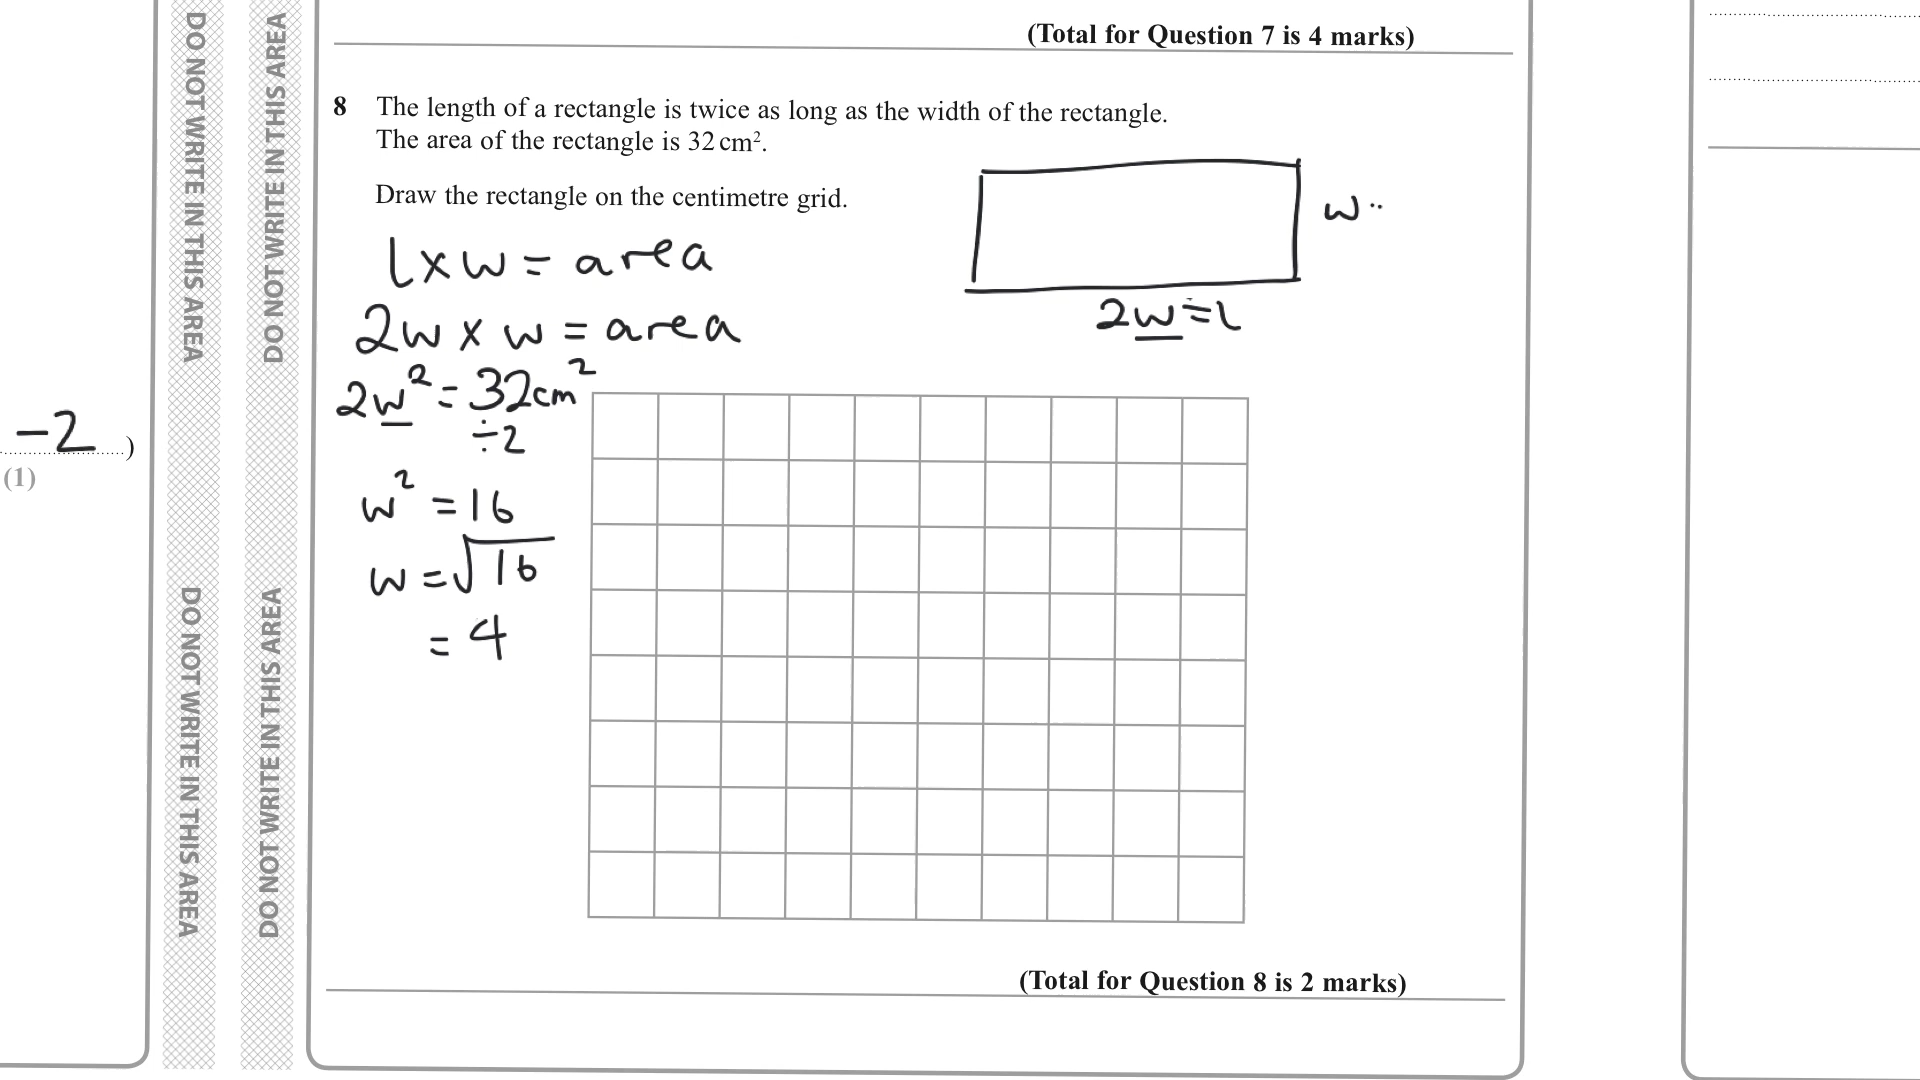 (Total for Question 7 is 4 marks)
8 The length of a rectangle is twice as long as the width of the rectangle.
The area of the rectangle is 32 cm².
Draw the rectangle on the centimetre grid.
w
2w = l
l × w = area
2w × w = area
2w² = 32cm²
÷2
w² = 16
w = √16
= 4
(Total for Question 8 is 2 marks)
-2 )
(1)
DO NOT WRITE IN THIS AREA
DO NOT WRITE IN THIS AREA
DO NOT WRITE IN THIS AREA
DO NOT WRITE IN THIS AREA